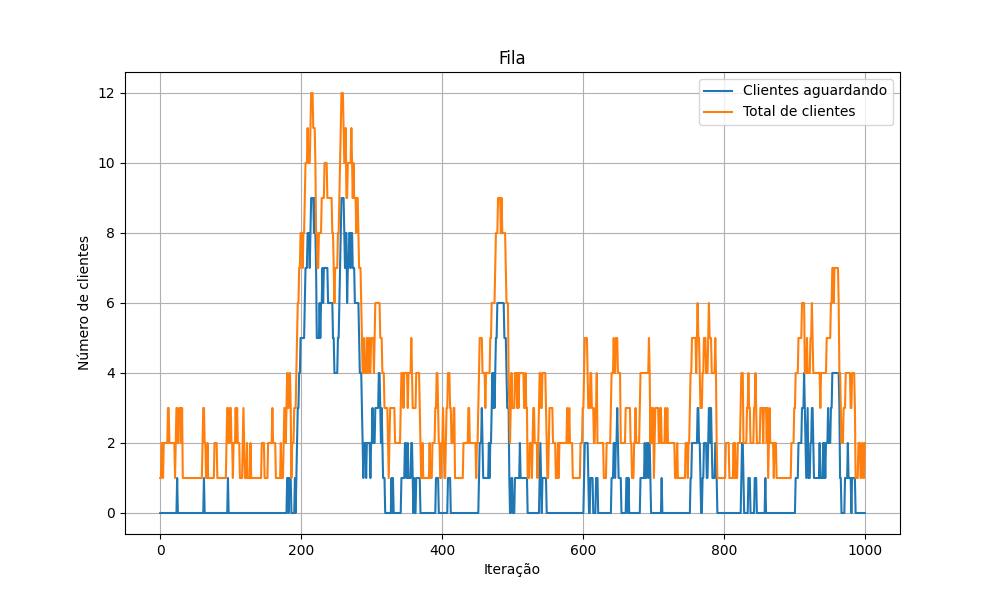 Fila
Clientes aguardando
Total de clientes
Número de clientes
12
10
8
6
4
2
0
0 200 400 600 800 1000
Iteração